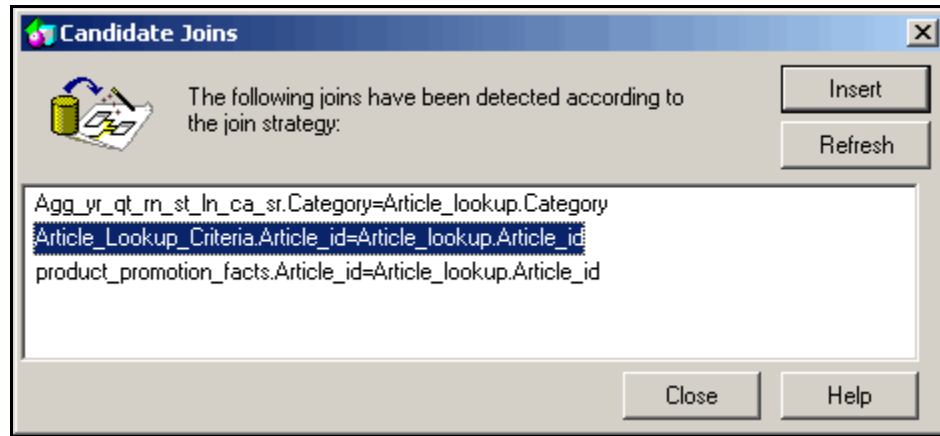 Candidate Joins
The following joins have been detected according to
the join strategy:
Insert
Refresh
Agg_yr_qt_rn_st_ln_ca_sr.Category=Article_lookup.Category
Article_Lookup_Criteria.Article_id=Article_lookup.Article_id
product_promotion_facts.Article_id=Article_lookup.Article_id
Close
Help